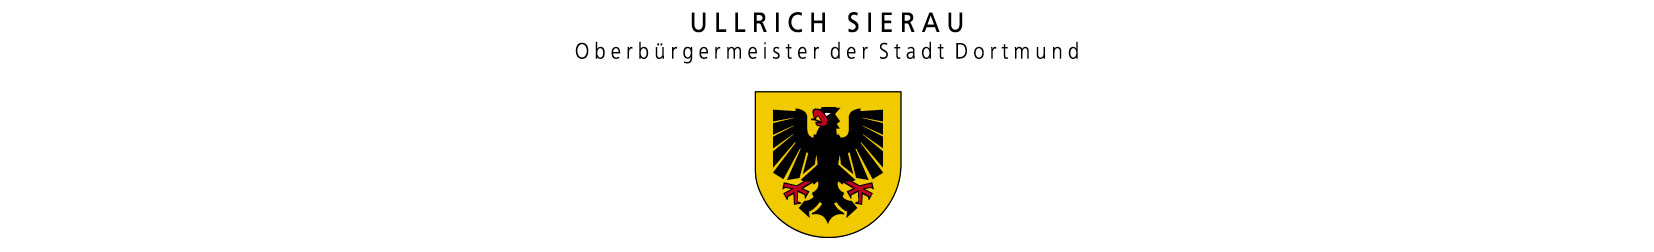 ULLRICH SIERAU
Oberbürgermeister der Stadt Dortmund